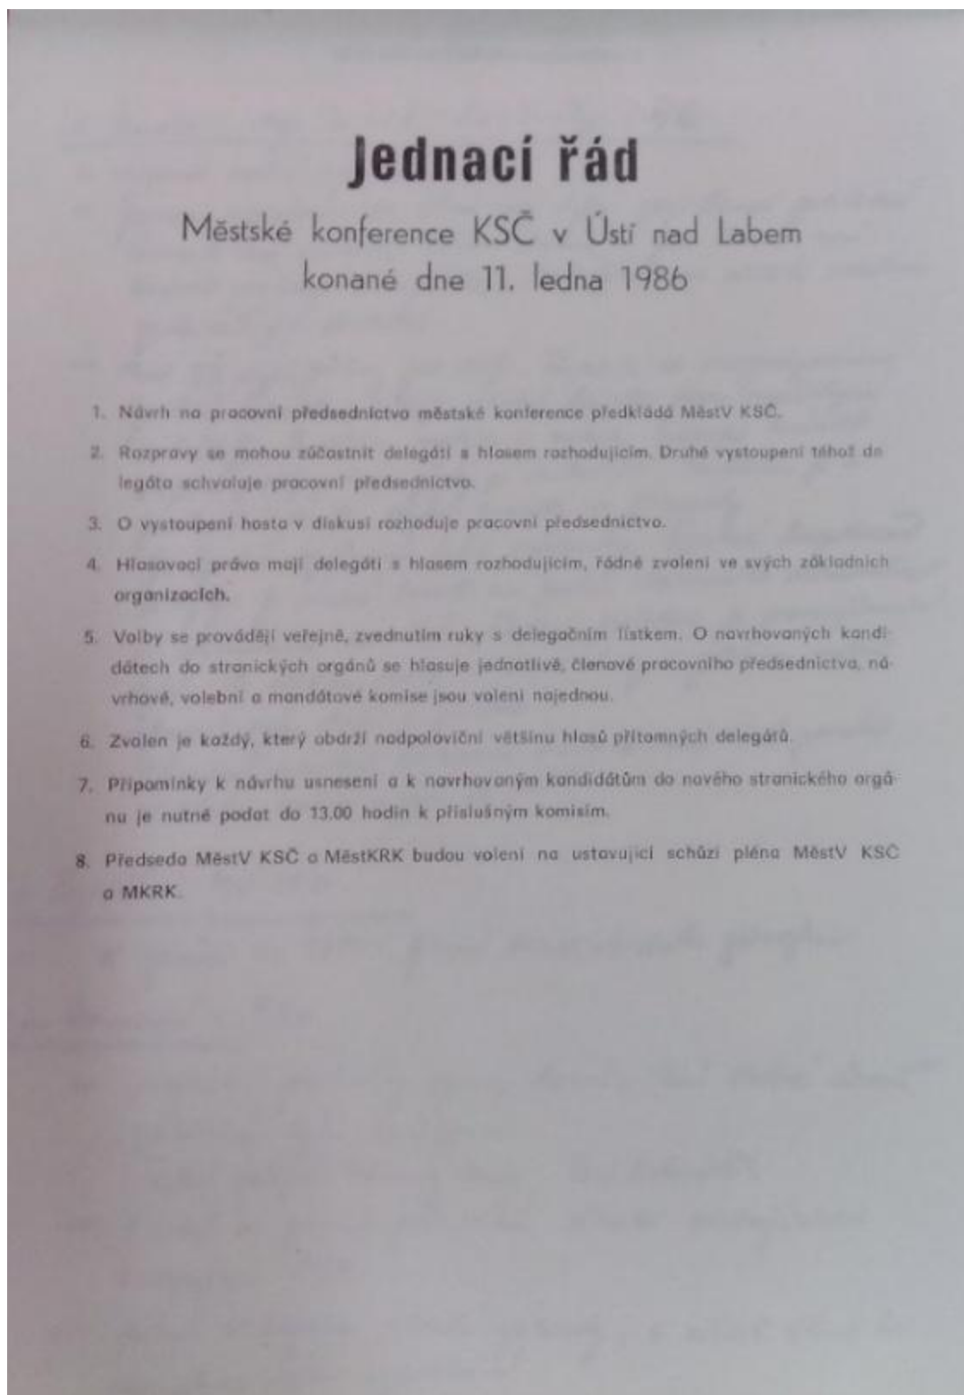 Jednací řád
Městské konference KSČ v Ústí nad Labem
konané dne 11. ledna 1986
1. Návrh na pracovní předsednictvo městské konference předkládá MěstV KSČ.
2. Rozpravy se mohou zúčastnit delegáti s hlasem rozhodujícím. Druhé vystoupení téhož de
legáta schvaluje pracovní předsednictvo.
3. O vystoupení hosta v diskusi rozhoduje pracovní předsednictvo.
4. Hlasovací právo mají delegáti s hlasem rozhodujícím, řádně zvolení ve svých základních
organizacích.
5. Volby se provádějí veřejně, zvednutím ruky s delegačním lístkem. O navrhovaných kandi-
dátech do stranických orgánů se hlasuje jednotlivě, členové pracovního předsednictva, ná-
vrhové, volební a mandátové komise jsou voleni najednou.
6. Zvolen je každý, který obdrží nadpoloviční většinu hlasů přítomných delegátů.
7. Připomínky k návrhu usnesení a k navrhovaným kandidátům do nového stranického orgá-
nu je nutné podat do 13.00 hodin k příslušným komisím.
8. Předseda MěstV KSČ a MěstKRK budou voleni na ustavující schůzi pléna MěstV KSČ
a MKRK.